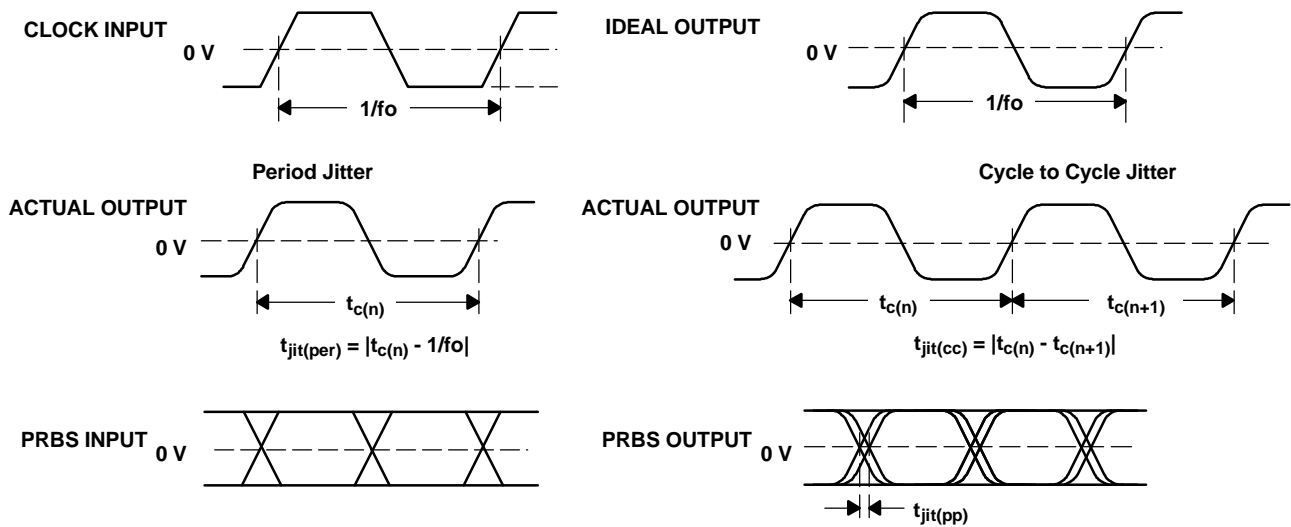 CLOCK INPUT
0 V
1/fo
IDEAL OUTPUT
0 V
1/fo
Period Jitter
ACTUAL OUTPUT
0 V
tc(n)
tjit(per) = |tc(n) - 1/fo|
Cycle to Cycle Jitter
ACTUAL OUTPUT
0 V
tc(n)
tc(n+1)
tjit(cc) = |tc(n) - tc(n+1)|
PRBS INPUT
0 V
PRBS OUTPUT
0 V
tjit(pp)